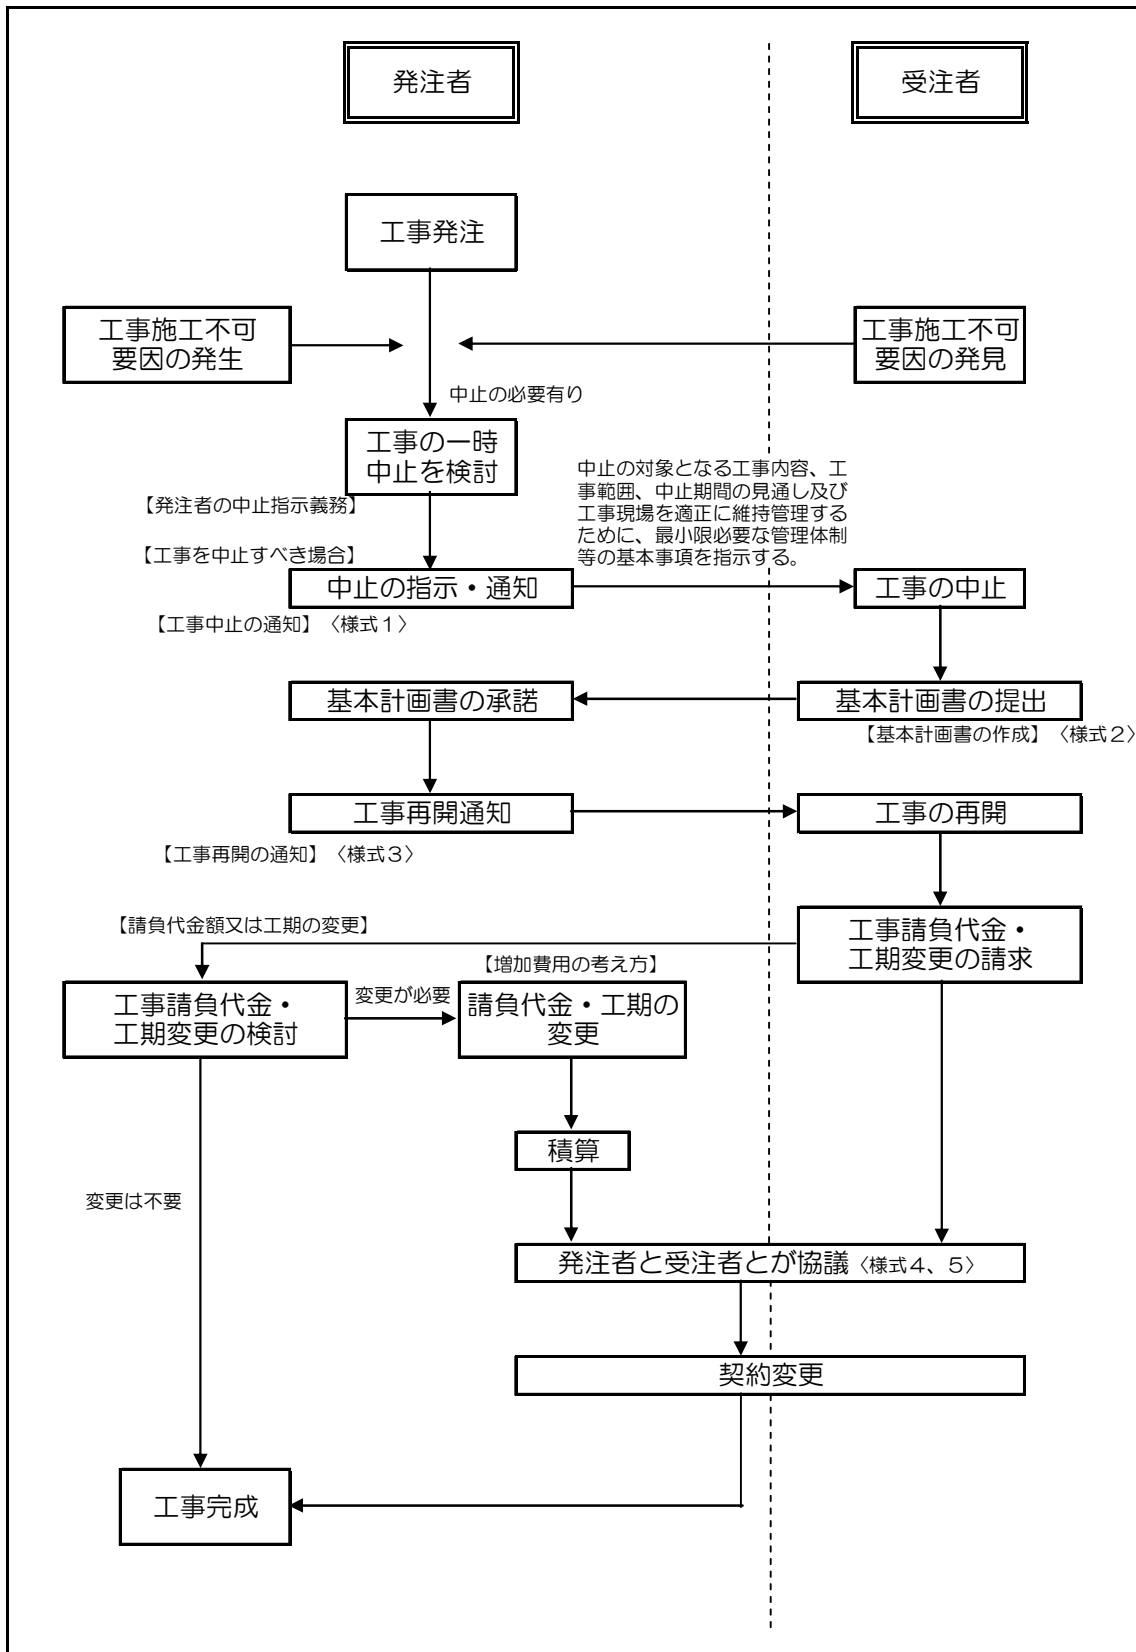 発注者
受注者
工事発注
工事施工不可
要因の発生
工事施工不可
要因の発見
中止の必要有り
工事の一時
中止を検討
中止の対象となる工事内容、工
事範囲、中止期間の見通し及び
工事現場を適正に維持管理する
ために、最小限必要な管理体制
等の基本事項を指示する。
【発注者の中止指示義務】
【工事を中止すべき場合】
中止の指示・通知
工事の中止
【工事中止の通知】〈様式1〉
基本計画書の承諾
基本計画書の提出
【基本計画書の作成】〈様式2〉
工事再開通知
工事の再開
【工事再開の通知】〈様式3〉
【請負代金額又は工期の変更】
工事請負代金・
工期変更の請求
【増加費用の考え方】
工事請負代金・
工期変更の検討
変更が必要
請負代金・工期の
変更
積算
変更は不要
発注者と受注者とが協議〈様式4、5〉
契約変更
工事完成